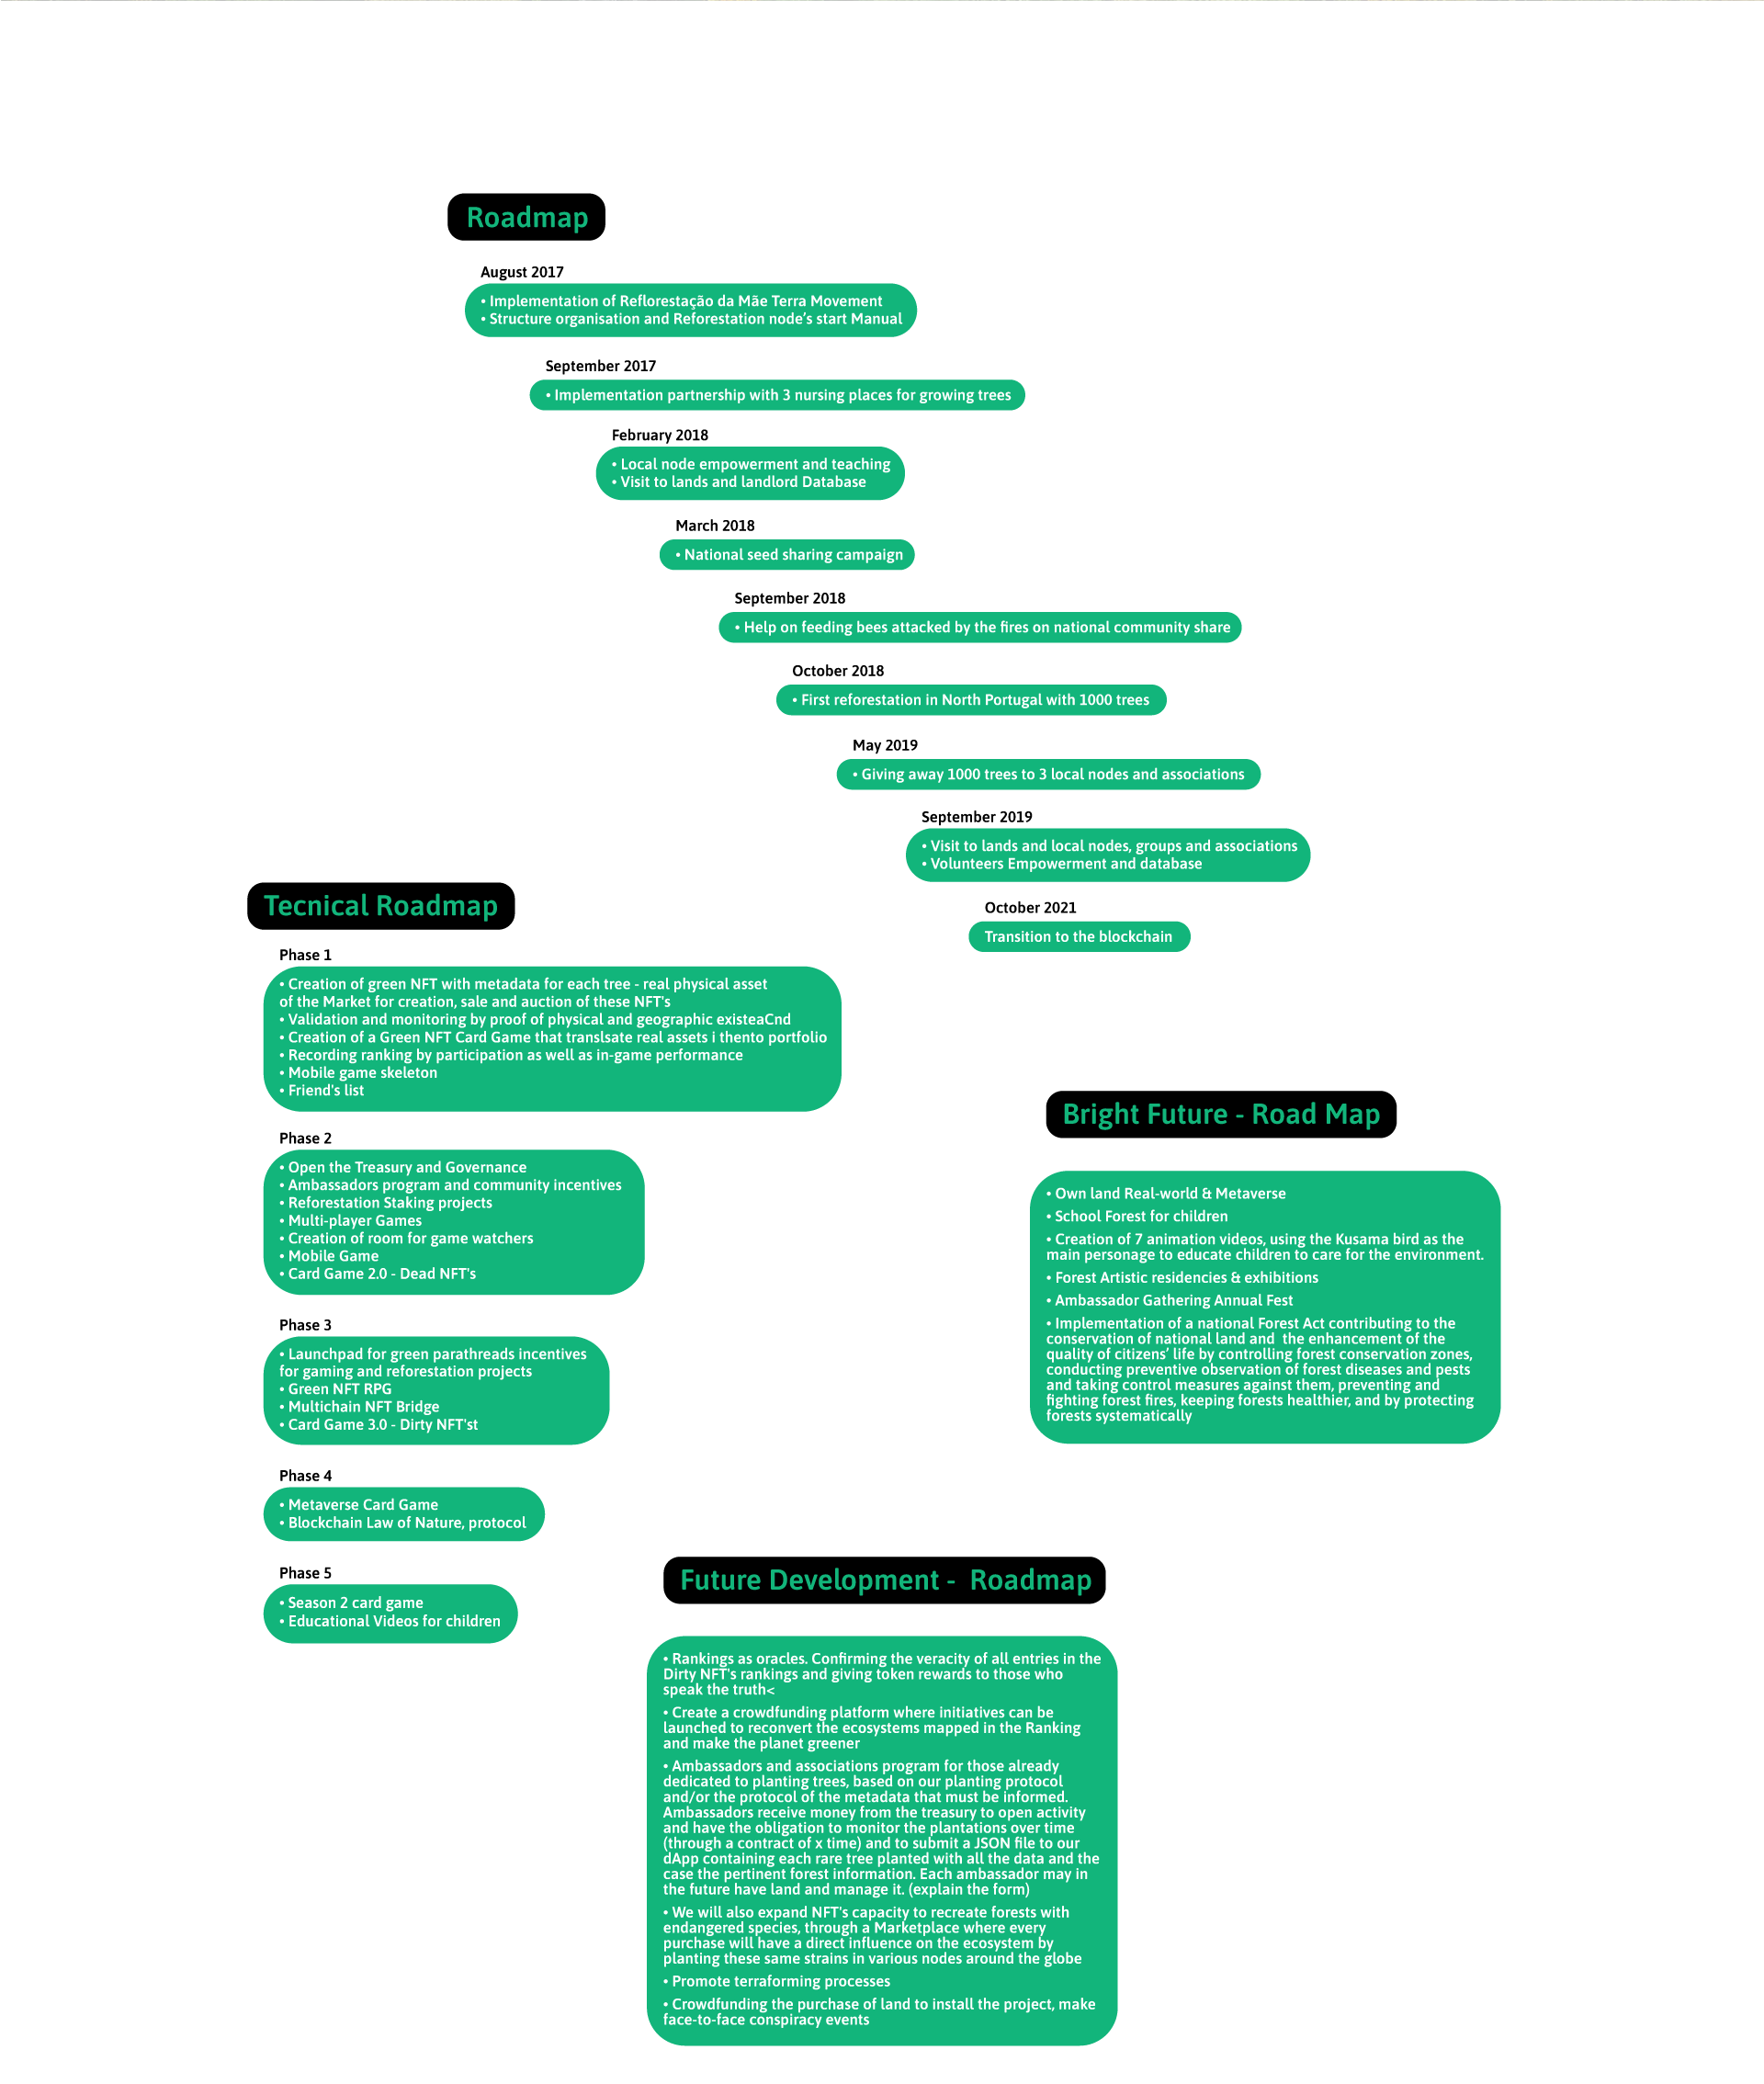 Roadmap
August 2017
• Implementation of Reflorestação da Mãe Terra Movement
• Structure organisation and Reforestation node’s start Manual
September 2017
• Implementation partnership with 3 nursing places for growing trees
February 2018
• Local node empowerment and teaching
• Visit to lands and landlord Database
March 2018
• National seed sharing campaign
September 2018
• Help on feeding bees attacked by the fires on national community share
October 2018
• First reforestation in North Portugal with 1000 trees
May 2019
• Giving away 1000 trees to 3 local nodes and associations
September 2019
• Visit to lands and local nodes, groups and associations
• Volunteers Empowerment and database
October 2021
Transition to the blockchain
Tecnical Roadmap
Phase 1
• Creation of green NFT with metadata for each tree - real physical asset
of the Market for creation, sale and auction of these NFT's
• Validation and monitoring by proof of physical and geographic existeaCnd
• Creation of a Green NFT Card Game that translsate real assets i thento portfolio
• Recording ranking by participation as well as in-game performance
• Mobile game skeleton
• Friend's list
Phase 2
• Open the Treasury and Governance
• Ambassadors program and community incentives
• Reforestation Staking projects
• Multi-player Games
• Creation of room for game watchers
• Mobile Game
• Card Game 2.0 - Dead NFT's
Phase 3
• Launchpad for green parathreads incentives
for gaming and reforestation projects
• Green NFT RPG
• Multichain NFT Bridge
• Card Game 3.0 - Dirty NFT'st
Phase 4
• Metaverse Card Game
• Blockchain Law of Nature, protocol
Phase 5
• Season 2 card game
• Educational Videos for children
Bright Future - Road Map
• Own land Real-world & Metaverse
• School Forest for children
• Creation of 7 animation videos, using the Kusama bird as the
main personage to educate children to care for the environment.
• Forest Artistic residencies & exhibitions
• Ambassador Gathering Annual Fest
• Implementation of a national Forest Act contributing to the
conservation of national land and  the enhancement of the
quality of citizens’ life by controlling forest conservation zones,
conducting preventive observation of forest diseases and pests
and taking control measures against them, preventing and
fighting forest fires, keeping forests healthier, and by protecting
forests systematically
Future Development -  Roadmap
• Rankings as oracles. Confirming the veracity of all entries in the
Dirty NFT's rankings and giving token rewards to those who
speak the truth<
• Create a crowdfunding platform where initiatives can be
launched to reconvert the ecosystems mapped in the Ranking
and make the planet greener
• Ambassadors and associations program for those already
dedicated to planting trees, based on our planting protocol
and/or the protocol of the metadata that must be informed.
Ambassadors receive money from the treasury to open activity
and have the obligation to monitor the plantations over time
(through a contract of x time) and to submit a JSON file to our
dApp containing each rare tree planted with all the data and the
case the pertinent forest information. Each ambassador may in
the future have land and manage it. (explain the form)
• We will also expand NFT's capacity to recreate forests with
endangered species, through a Marketplace where every
purchase will have a direct influence on the ecosystem by
planting these same strains in various nodes around the globe
• Promote terraforming processes
• Crowdfunding the purchase of land to install the project, make
face-to-face conspiracy events